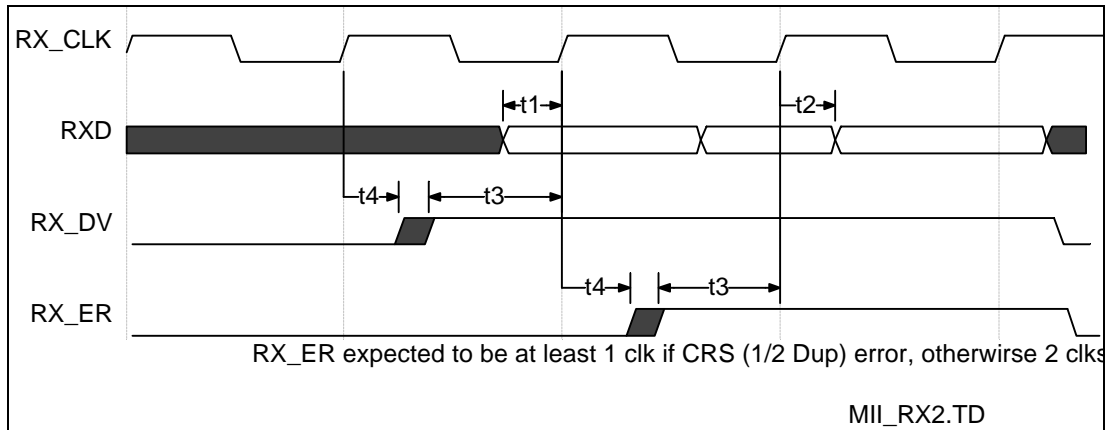 RX_CLK
t1
t2
RXD
t4
t3
RX_DV
t4
t3
RX_ER
RX_ER expected to be at least 1 clk if CRS (1/2 Dup) error, otherwirse 2 clks
MII_RX2.TD